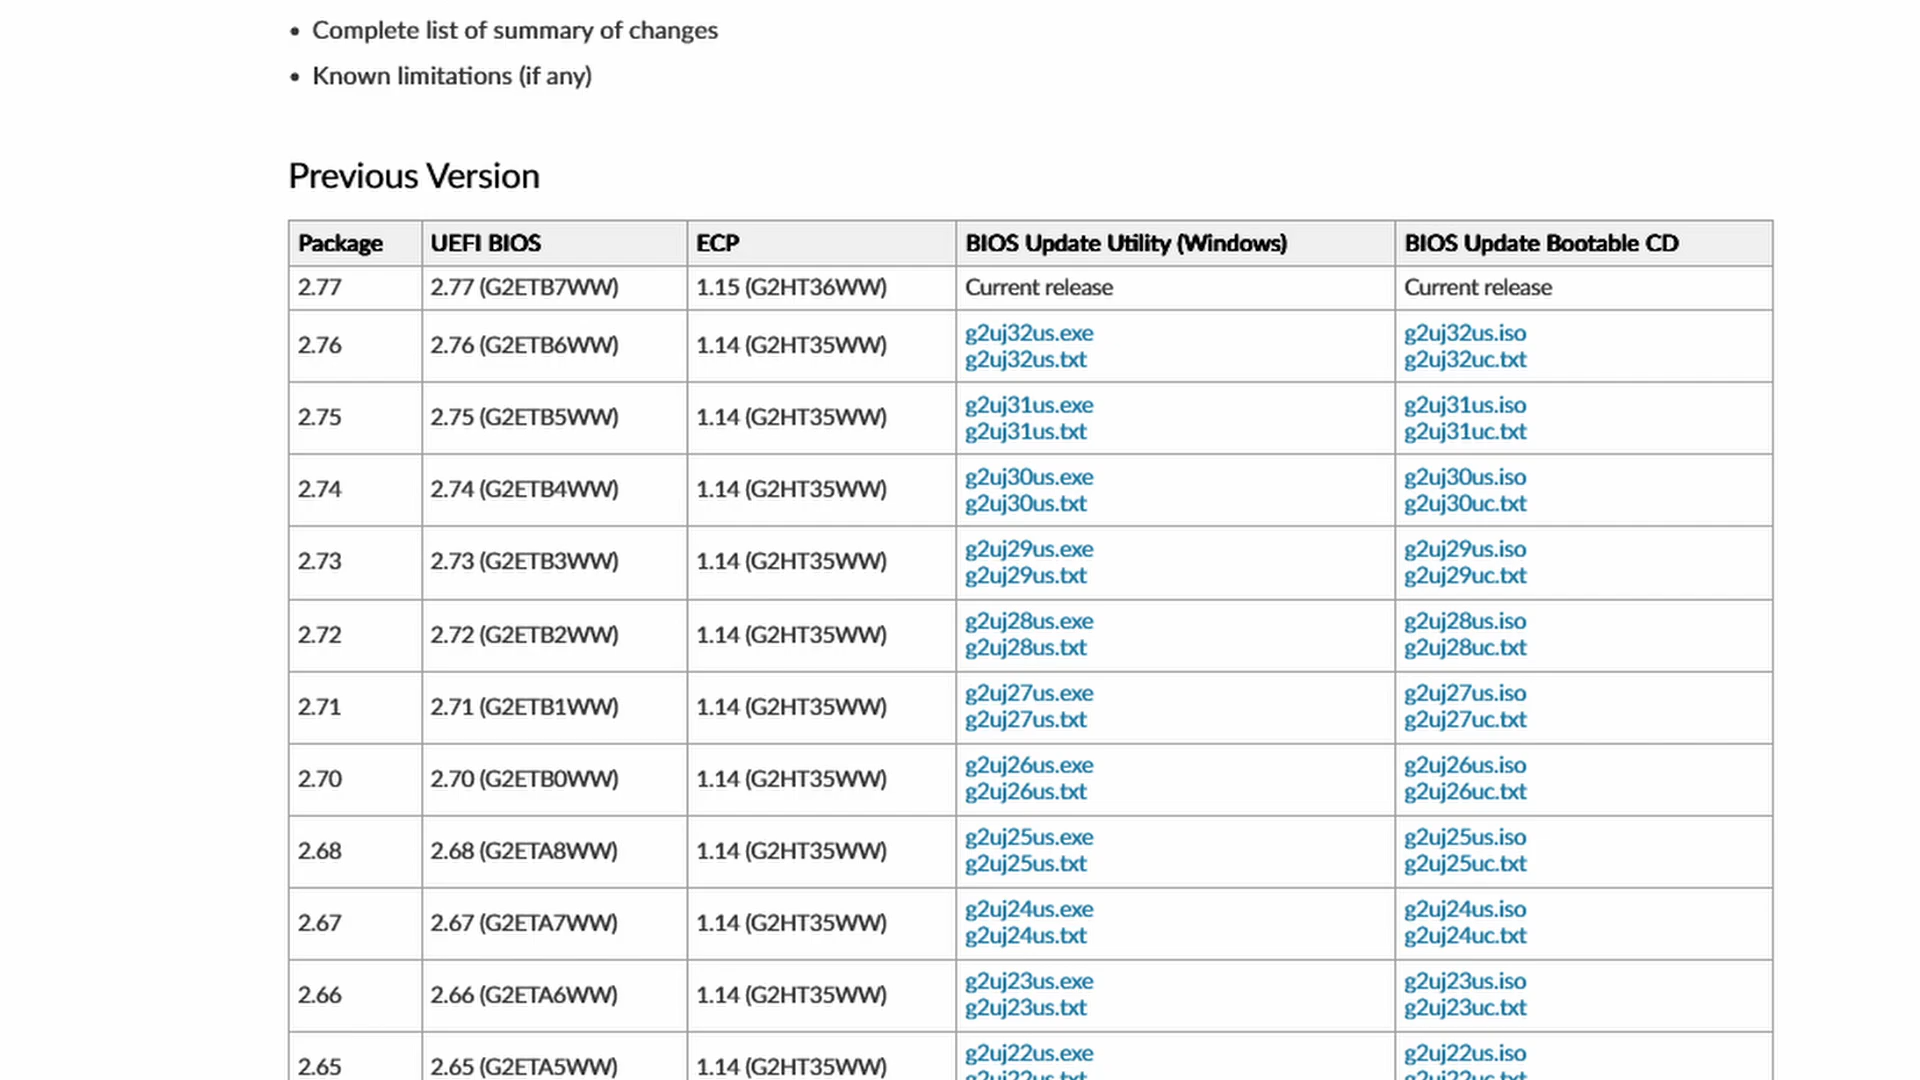 Complete list of summary of changes
Known limitations (if any)
Previous Version
Package UEFI BIOS ECP BIOS Update Utility (Windows) BIOS Update Bootable CD
2.77 2.77 (G2ETB7WW) 1.15 (G2HT36WW) Current release Current release
2.76 2.76 (G2ETB6WW) 1.14 (G2HT35WW) g2uj32us.exe g2uj32us.iso
g2uj32us.txt g2uj32uc.txt
2.75 2.75 (G2ETB5WW) 1.14 (G2HT35WW) g2uj31us.exe g2uj31us.iso
g2uj31us.txt g2uj31uc.txt
2.74 2.74 (G2ETB4WW) 1.14 (G2HT35WW) g2uj30us.exe g2uj30us.iso
g2uj30us.txt g2uj30uc.txt
2.73 2.73 (G2ETB3WW) 1.14 (G2HT35WW) g2uj29us.exe g2uj29us.iso
g2uj29us.txt g2uj29uc.txt
2.72 2.72 (G2ETB2WW) 1.14 (G2HT35WW) g2uj28us.exe g2uj28us.iso
g2uj28us.txt g2uj28uc.txt
2.71 2.71 (G2ETB1WW) 1.14 (G2HT35WW) g2uj27us.exe g2uj27us.iso
g2uj27us.txt g2uj27uc.txt
2.70 2.70 (G2ETB0WW) 1.14 (G2HT35WW) g2uj26us.exe g2uj26us.iso
g2uj26us.txt g2uj26uc.txt
2.68 2.68 (G2ETA8WW) 1.14 (G2HT35WW) g2uj25us.exe g2uj25us.iso
g2uj25us.txt g2uj25uc.txt
2.67 2.67 (G2ETA7WW) 1.14 (G2HT35WW) g2uj24us.exe g2uj24us.iso
g2uj24us.txt g2uj24uc.txt
2.66 2.66 (G2ETA6WW) 1.14 (G2HT35WW) g2uj23us.exe g2uj23us.iso
g2uj23us.txt g2uj23uc.txt
2.65 2.65 (G2ETA5WW) 1.14 (G2HT35WW) g2uj22us.exe g2uj22us.iso